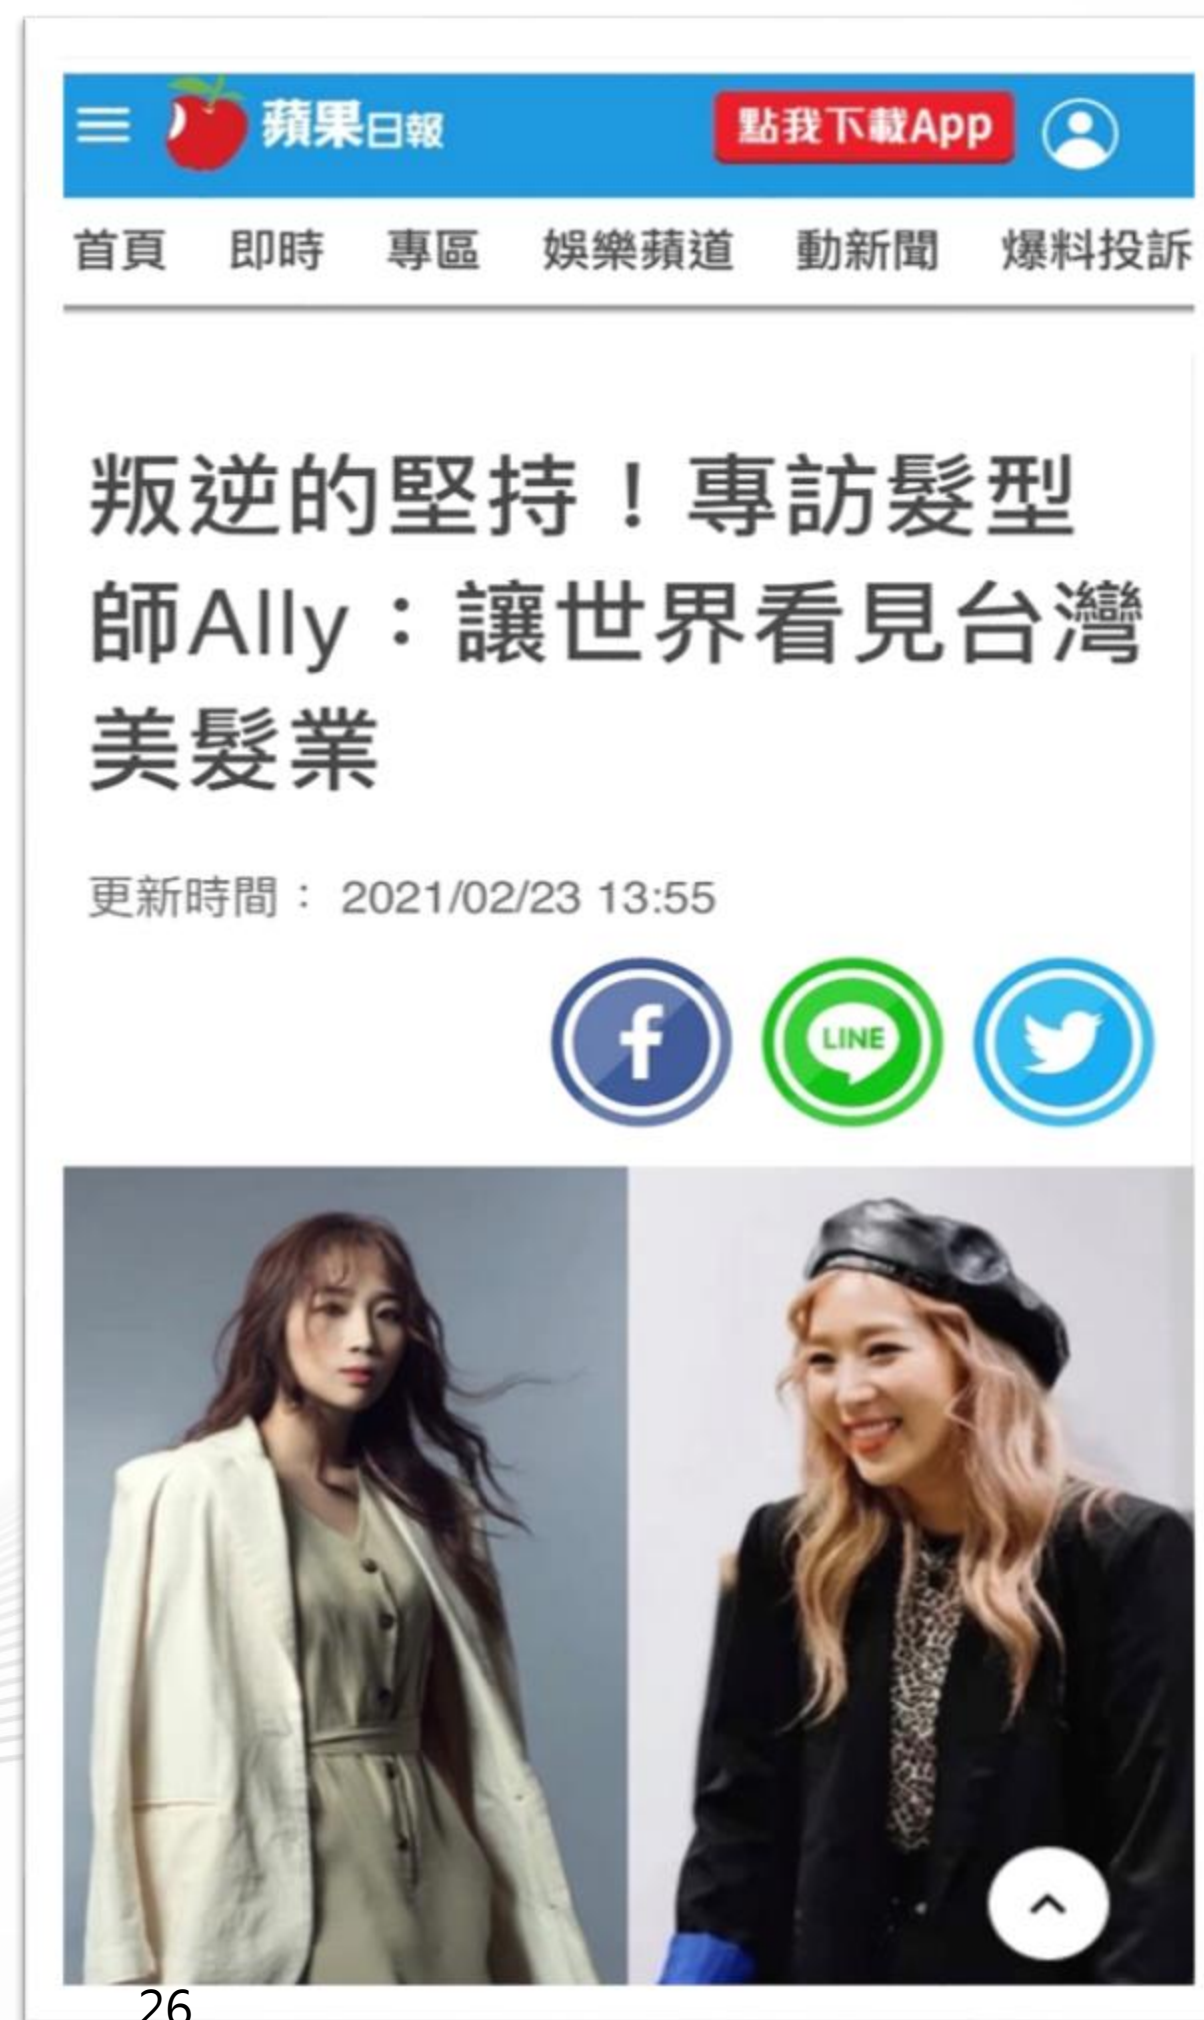 蘋果日報
點我下載App
首頁 即時 專區 娛樂蘋道 動新聞 爆料投訴
叛逆的堅持！專訪髮型
師Ally：讓世界看見台灣
美髮業
更新時間： 2021/02/23 13:55
f LINE
26